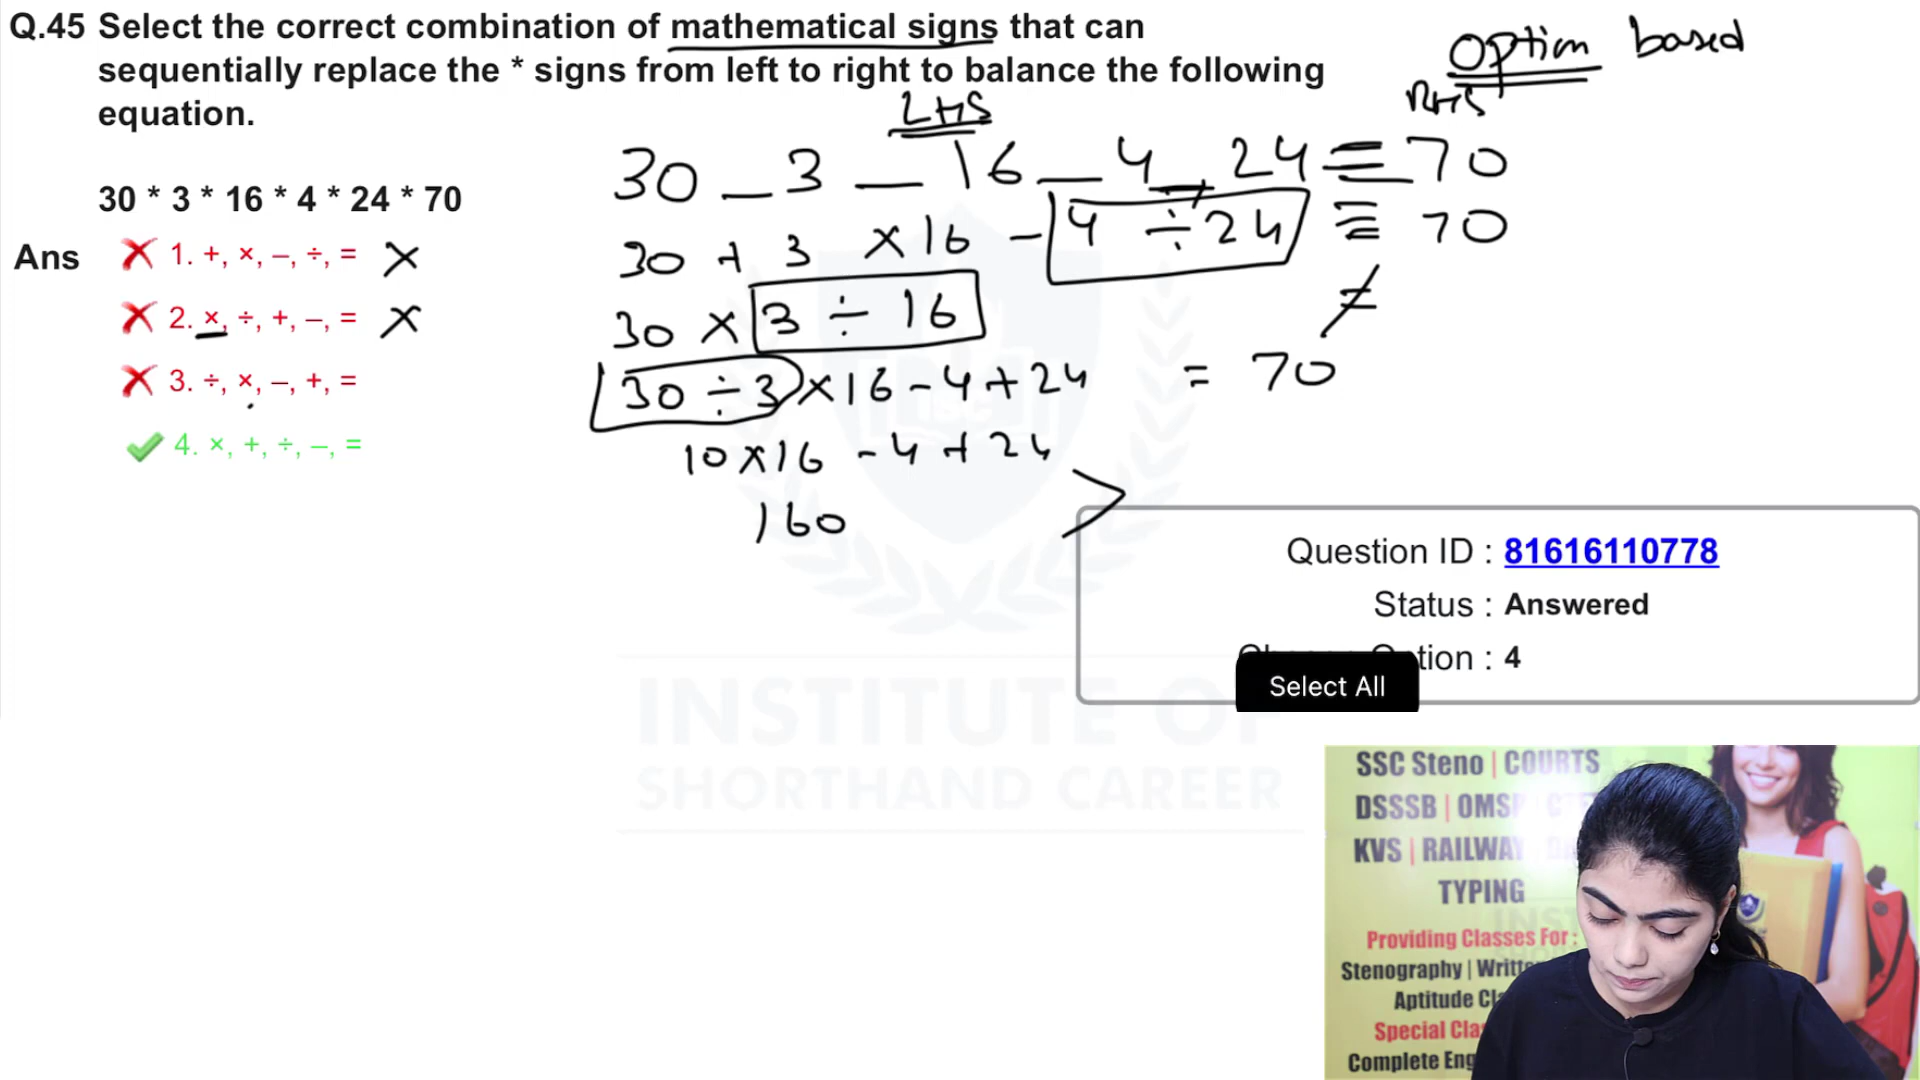 Q.45 Select the correct combination of mathematical signs that can
sequentially replace the * signs from left to right to balance the following
equation.
Option based
LHS
RHS
30 _ 3 _ 16 _ 4 _ 24 = 70
30 * 3 * 16 * 4 * 24 * 70
30 + 3 × 16 - 4 ÷ 24 = 70
≠
Ans
1. +, ×, –, ÷, = ×
2. ×, ÷, +, –, = ×
3. ÷, ×, –, +, =
4. ×, +, ÷, –, =
30 × 3 ÷ 16
30 ÷ 3 × 16 - 4 + 24 = 70
10 × 16 - 4 + 24
160 >
Question ID : 81616110778
Status : Answered
tion : 4
Select All
INSTITUTE OF
SHORTHAND CAREER
SSC Steno | COURTS
DSSSB | OMS
KVS | RAILWAY
TYPING
Providing Classes For:
Stenography | Writt
Aptitude Cl
Special Cla
Complete Eng